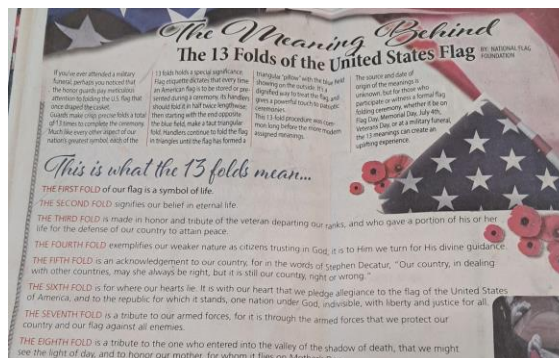 The Meaning Behind
The 13 Folds of the United States Flag
BY: NATIONAL FLAG
FOUNDATION
If you've ever attended a military
funeral, perhaps you noticed that
the honor guards pay meticulous
attention to folding the U.S. flag that
once draped the casket.
Guards make crisp, precise folds a total
of 13 times to complete the ceremony.
Much like every other aspect of our
nation's greatest symbol, each of the
13 folds holds a special significance.
Flag etiquette dictates that every time
an American flag is to be stored or pre-
sented during a ceremony, its handlers
should fold it in half twice lengthwise;
then starting with the end opposite
the blue field, make a taut triangular
fold. Handlers continue to fold the flag
in triangles until the flag has formed a
triangular "pillow" with the blue field
showing on the outside. It's a
dignified way to treat the flag, and
gives a powerful touch to patriotic
ceremonies.
This 13-fold procedure was com-
mon long before the more modern
assigned meanings.
The source and date of
origin of the meanings is
unknown, but for those who
participate or witness a formal flag
folding ceremony, whether it be on
Flag Day, Memorial Day, July 4th,
Veterans Day, or at a military funeral,
the 13 meanings can create an
uplifting experience.
This is what the 13 folds mean...
THE FIRST FOLD of our flag is a symbol of life.
THE SECOND FOLD signifies our belief in eternal life.
THE THIRD FOLD is made in honor and tribute of the veteran departing our ranks, and who gave a portion of his or her
life for the defense of our country to attain peace.
THE FOURTH FOLD exemplifies our weaker nature as citizens trusting in God; it is to Him we turn for His divine guidance.
THE FIFTH FOLD is an acknowledgement to our country, for in the words of Stephen Decatur, "Our country, in dealing
with other countries, may she always be right, but it is still our country, right or wrong."
THE SIXTH FOLD is for where our hearts lie. It is with our heart that we pledge allegiance to the flag of the United States
of America, and to the republic for which it stands, one nation under God, indivisible, with liberty and justice for all.
THE SEVENTH FOLD is a tribute to our armed forces, for it is through the armed forces that we protect our
country and our flag against all enemies.
THE EIGHTH FOLD is a tribute to the one who entered into the valley of the shadow of death, that we might
see the light of day, and to honor our mother, for whom it flies on Mother's